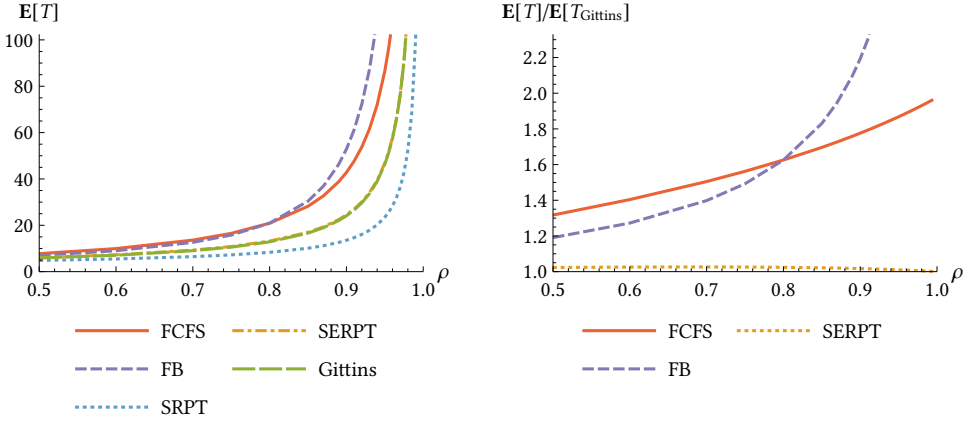 E[T]
100
80
60
40
20
0
0.5 0.6 0.7 0.8 0.9 1.0 ρ
FCFS SERPT
FB Gittins
SRPT
E[T]/E[T_Gittins]
2.2
2.0
1.8
1.6
1.4
1.2
1.0
0.5 0.6 0.7 0.8 0.9 1.0 ρ
FCFS SERPT
FB